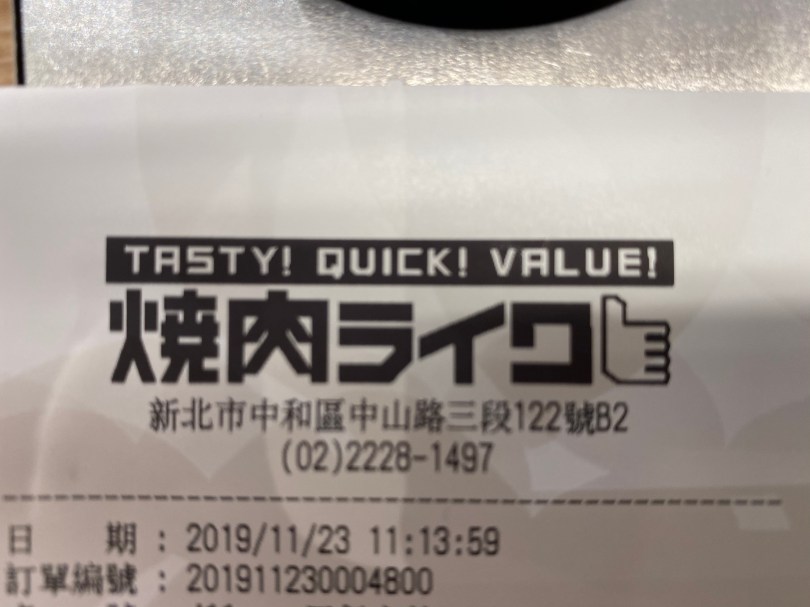 TASTY! QUICK! VALUE!
焼肉ライク
新北市中和區中山路三段122號B2
(02)2228-1497
日 期 : 2019/11/23 11:13:59
訂單編號 : 201911230004800